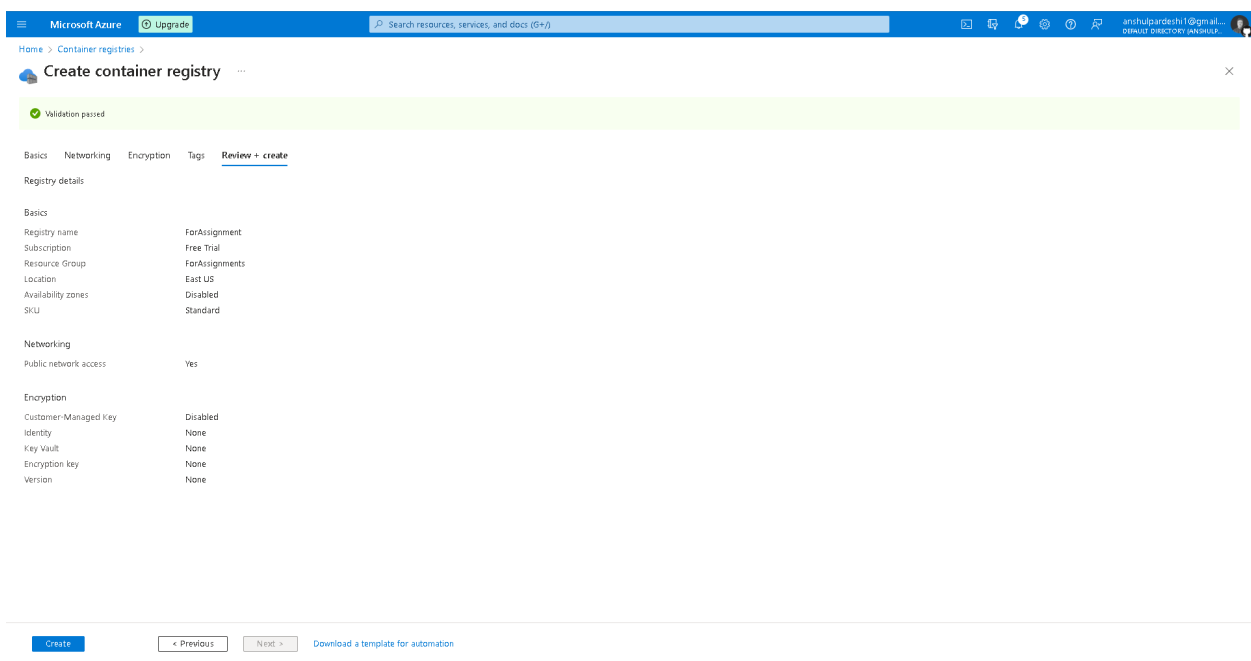 Microsoft Azure Upgrade Search resources, services, and docs (G+/) 5 anshulpardeshi1@gmail....
DEFAULT DIRECTORY (ANSHULP...
Home > Container registries >
Create container registry ...
Validation passed
Basics Networking Encryption Tags Review + create
Registry details
Basics
Registry name ForAssignment
Subscription Free Trial
Resource Group ForAssignments
Location East US
Availability zones Disabled
SKU Standard
Networking
Public network access Yes
Encryption
Customer-Managed Key Disabled
Identity None
Key Vault None
Encryption key None
Version None
Create < Previous Next > Download a template for automation